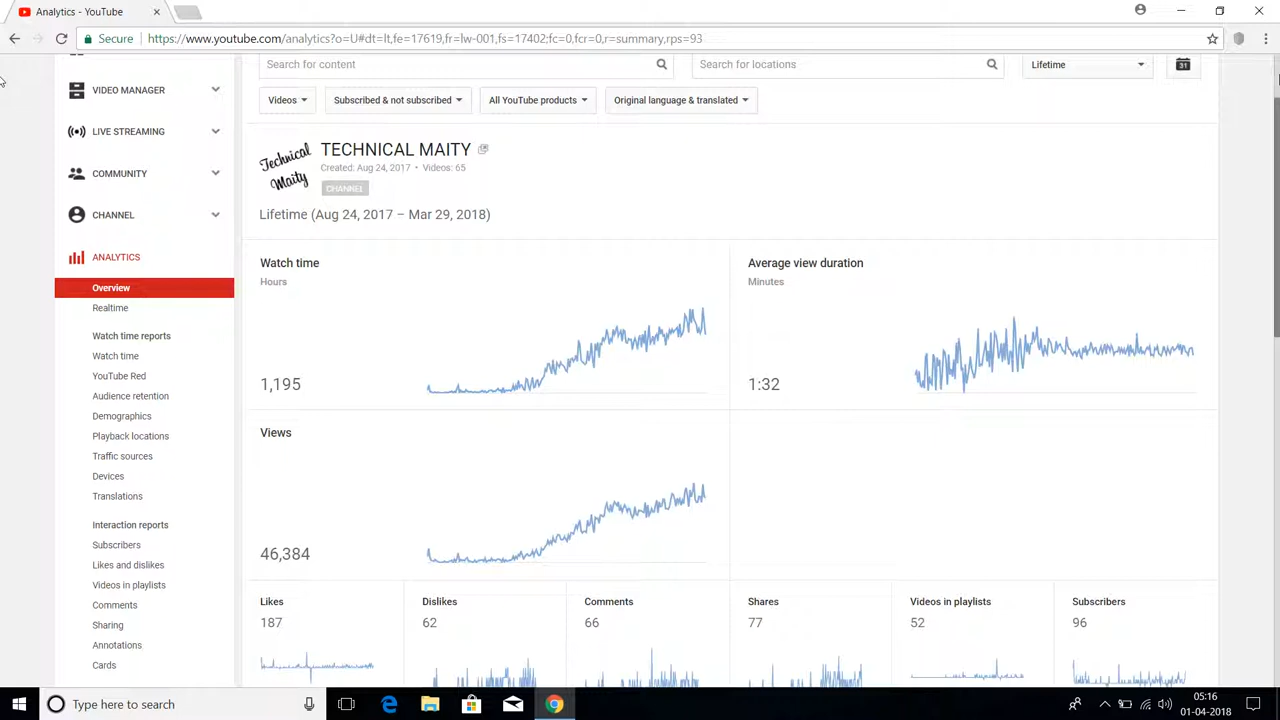 Analytics - YouTube
Secure
https://www.youtube.com/analytics?o=U#dt=lt,fe=17619,fr=lw-001,fs=17402;fc=0,fcr=0,r=summary,rps=93
Search for content
Search for locations
Lifetime
31
Videos
Subscribed & not subscribed
All YouTube products
Original language & translated
VIDEO MANAGER
LIVE STREAMING
COMMUNITY
CHANNEL
ANALYTICS
Overview
Realtime
Watch time reports
Watch time
YouTube Red
Audience retention
Demographics
Playback locations
Traffic sources
Devices
Translations
Interaction reports
Subscribers
Likes and dislikes
Videos in playlists
Comments
Sharing
Annotations
Cards
Technical
Maity
TECHNICAL MAITY
Created: Aug 24, 2017 • Videos: 65
CHANNEL
Lifetime (Aug 24, 2017 – Mar 29, 2018)
Watch time
Hours
1,195
Average view duration
Minutes
1:32
Views
46,384
Likes
187
Dislikes
62
Comments
66
Shares
77
Videos in playlists
52
Subscribers
96
Type here to search
05:16
01-04-2018